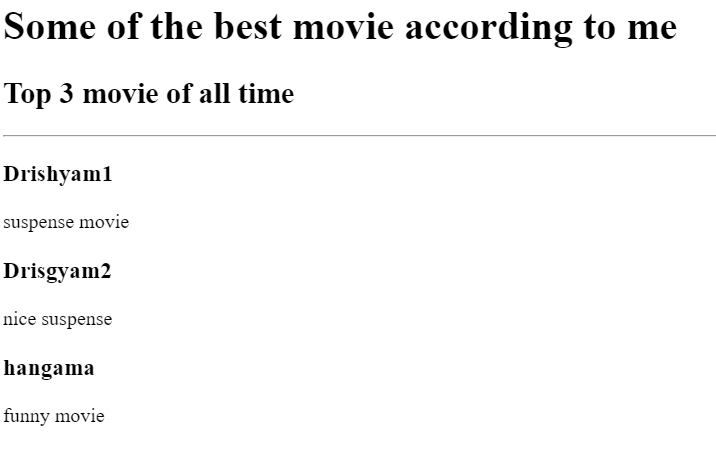 Some of the best movie according to me
Top 3 movie of all time
Drishyam1
suspense movie
Drisgyam2
nice suspense
hangama
funny movie